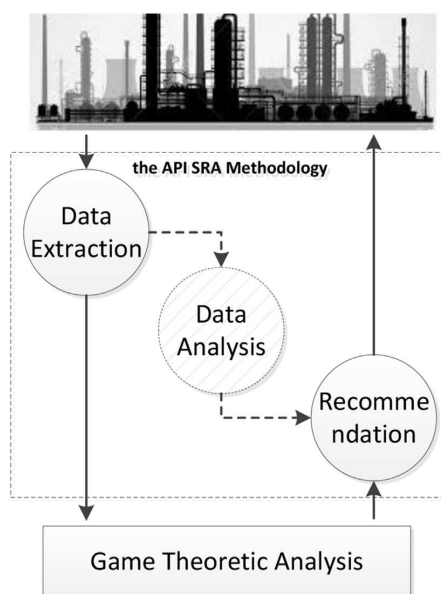 the API SRA Methodology
Data
Extraction
Data
Analysis
Recomme
ndation
Game Theoretic Analysis